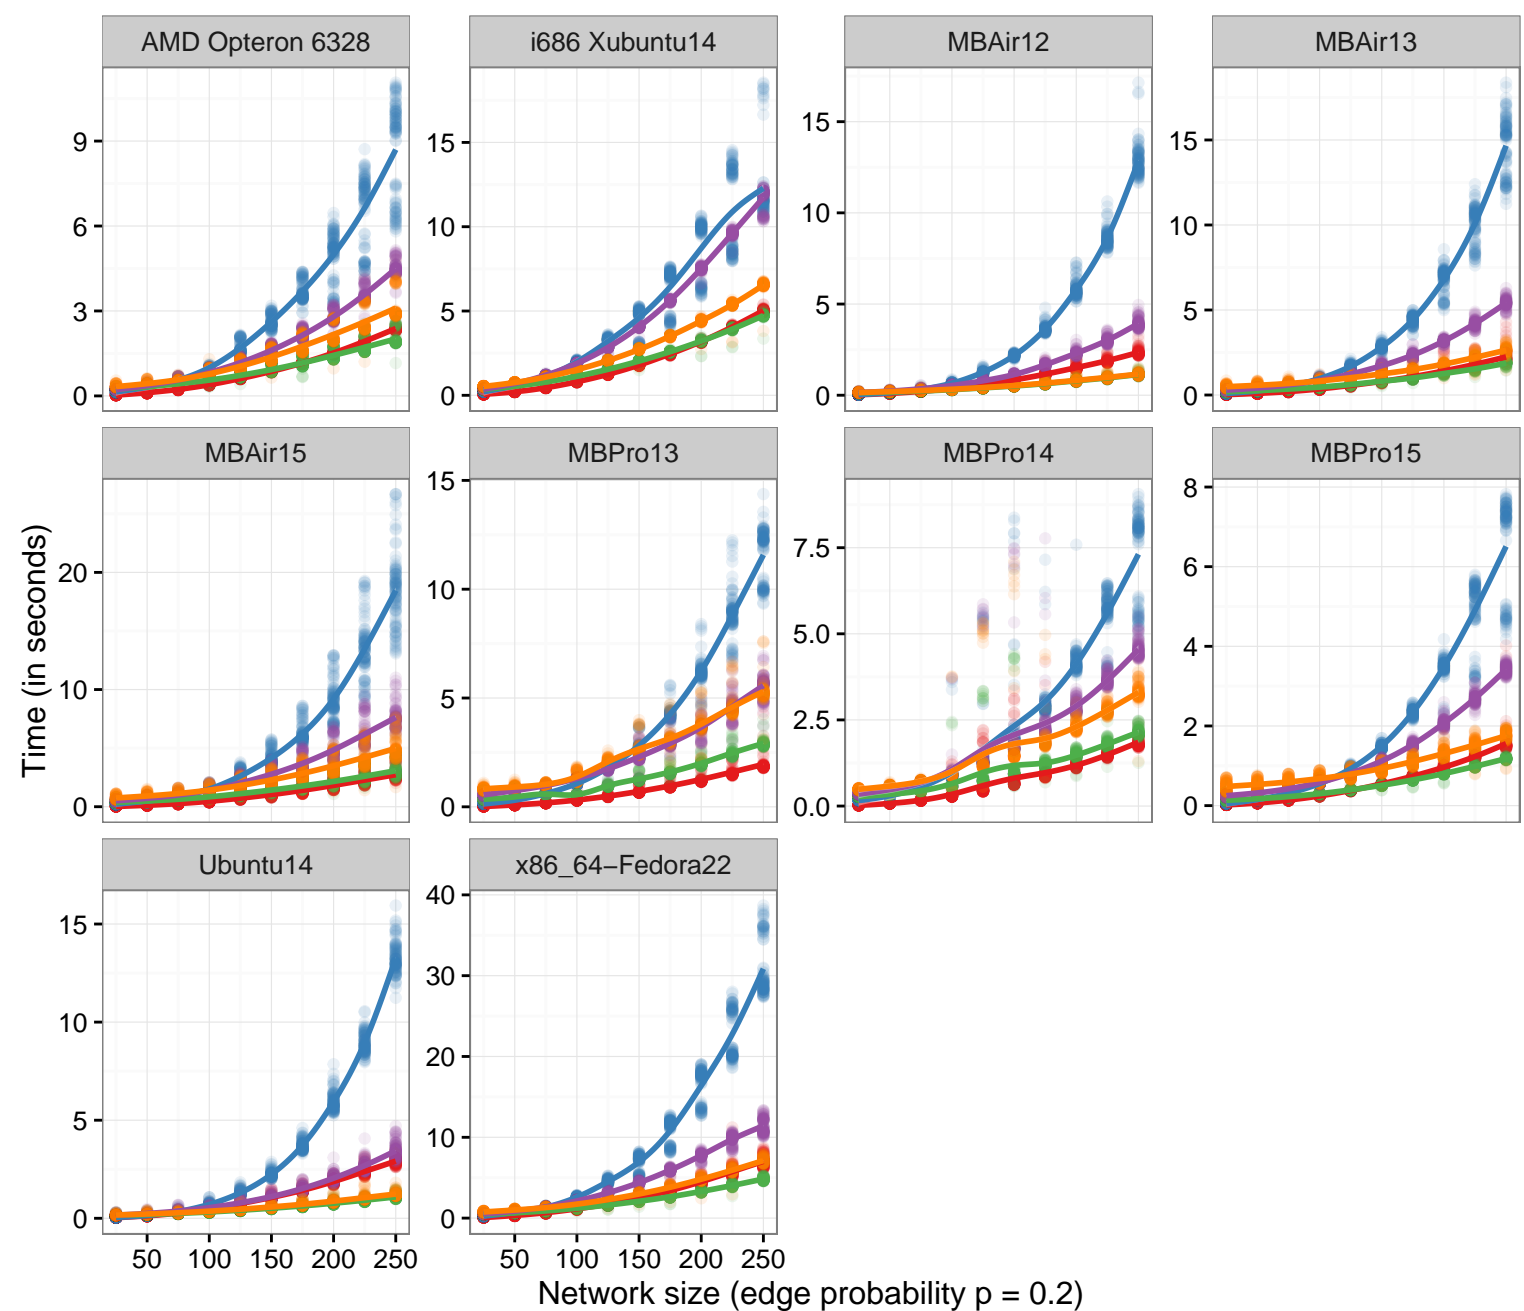 AMD Opteron 6328
i686 Xubuntu14
MBAir12
MBAir13
9
6
3
0
15
10
5
0
15
10
5
0
15
10
5
0
MBAir15
MBPro13
MBPro14
MBPro15
20
10
0
15
10
5
0
7.5
5.0
2.5
0.0
8
6
4
2
0
Time (in seconds)
Ubuntu14
x86_64−Fedora22
15
10
5
0
40
30
20
10
0
50 100 150 200 250
50 100 150 200 250
Network size (edge probability p = 0.2)